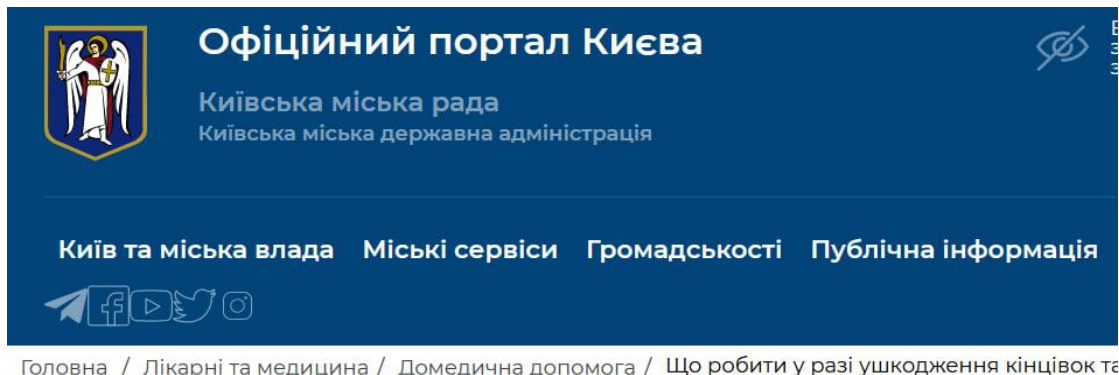 Офіційний портал Києва
Київська міська рада
Київська міська державна адміністрація
Київ та міська влада Міські сервіси Громадськості Публічна інформація
Головна / Лікарні та медицина / Домедична допомога / Що робити у разі ушкодження кінцівок та